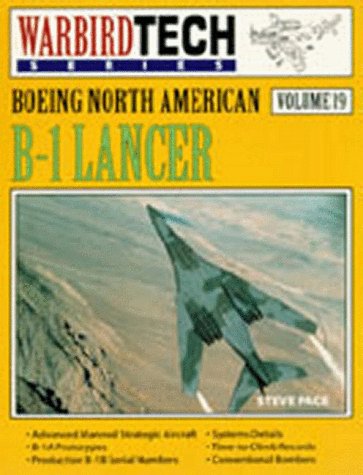 WARBIRDTECH
SERIES
BOEING NORTH AMERICAN
VOLUME 19
B-1 LANCER
STEVE PACE
• Advanced Manned Strategic Aircraft
• B-1A Prototypes
• Production B-1B Serial Numbers
• Systems Details
• Time-to-Climb Records
• Conventional Bombers